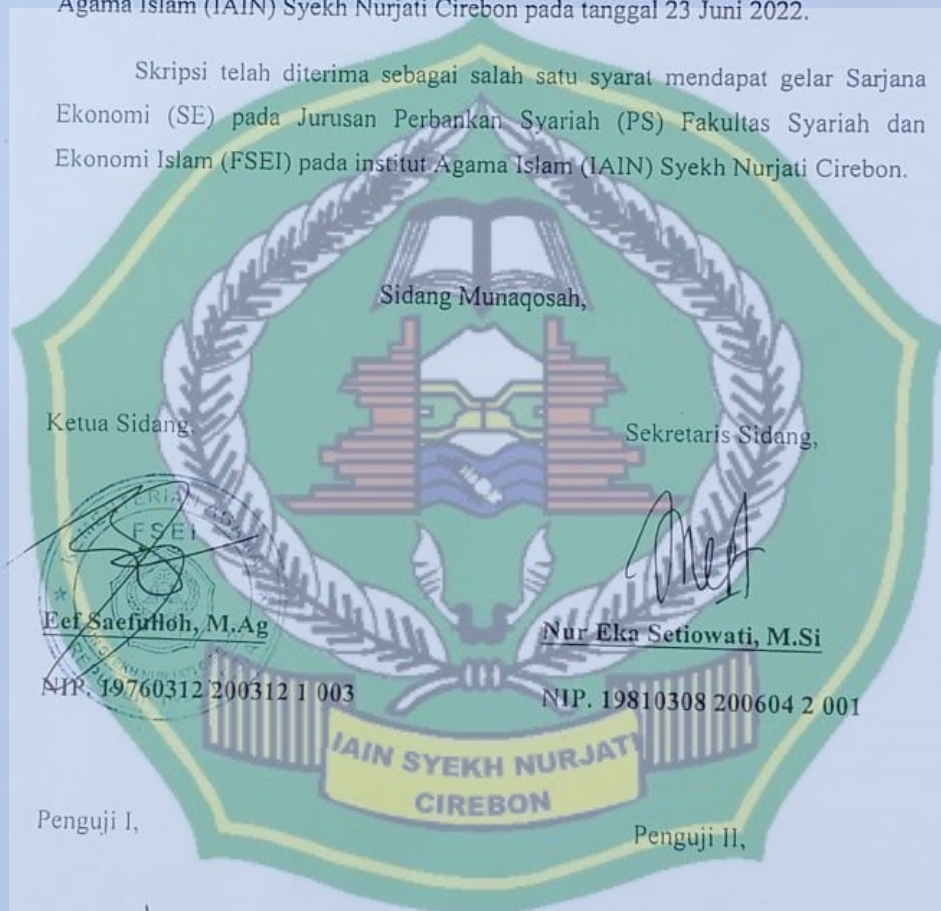 Agama Islam (IAIN) Syekh Nurjati Cirebon pada tanggal 23 Juni 2022.
Skripsi telah diterima sebagai salah satu syarat mendapat gelar Sarjana
Ekonomi (SE) pada Jurusan Perbankan Syariah (PS) Fakultas Syariah dan
Ekonomi Islam (FSEI) pada institut Agama Islam (IAIN) Syekh Nurjati Cirebon.
Sidang Munaqosah,
Ketua Sidang,
Sekretaris Sidang,
FSEI
Eef Saefulloh, M.Ag
Nur Eka Setiowati, M.Si
NIP. 19760312 200312 1 003
NIP. 19810308 200604 2 001
IAIN SYEKH NURJATI
CIREBON
Penguji I,
Penguji II,